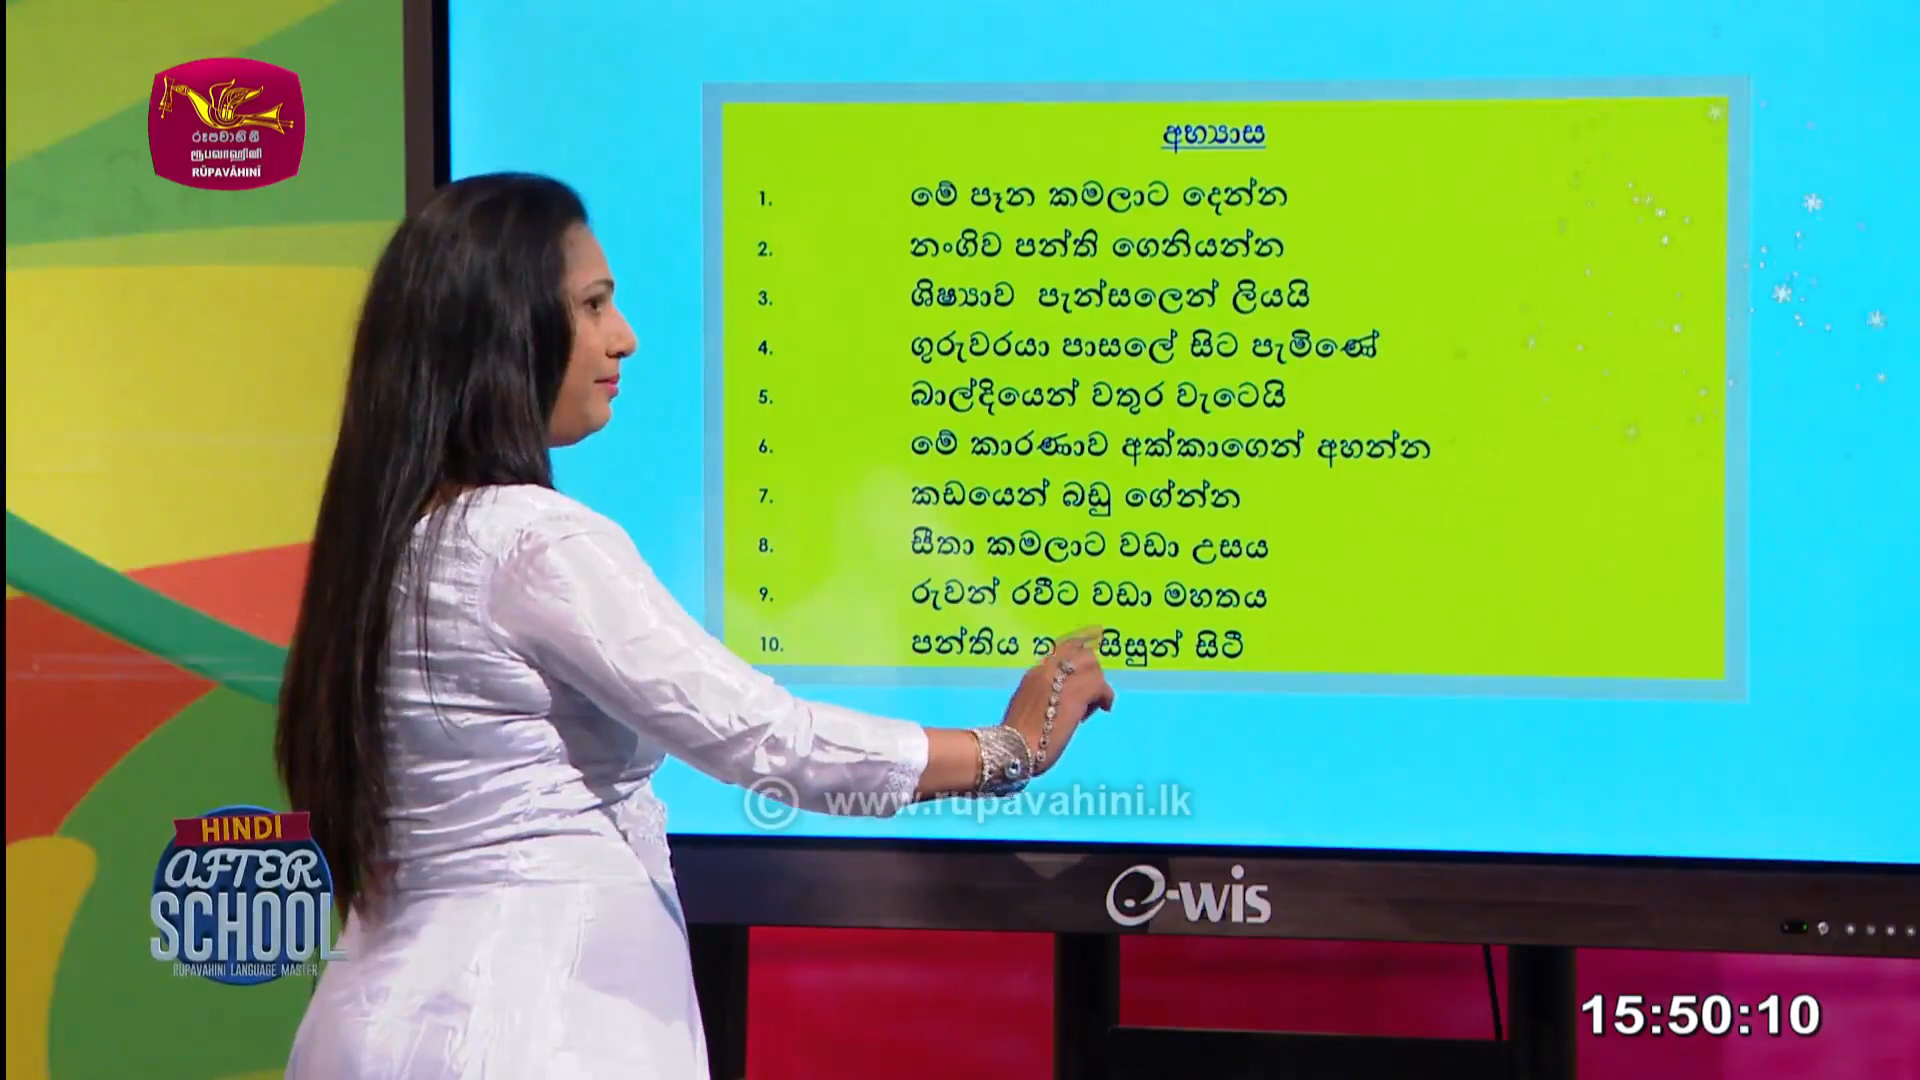 රූපවාහිනී
ரூபவாஹினி
RŪPAVĀHINĪ
අභ්‍යාස
1. මේ පෑන කමලාට දෙන්න
2. නංගිව පන්ති ගෙනියන්න
3. ශිෂ්‍යාව පැන්සලෙන් ලියයි
4. ගුරුවරයා පාසලේ සිට පැමිණේ
5. බාල්දියෙන් වතුර වැටෙයි
6. මේ කාරණාව අක්කාගෙන් අහන්න
7. කඩයෙන් බඩු ගේන්න
8. සීතා කමලාට වඩා උසය
9. රුවන් රවීට වඩා මහතය
10. පන්තිය සිසුන් සිටී
© www.rupavahini.lk
HINDI
AFTER
SCHOOL
RUPAVAHINI LANGUAGE MASTER
e-wis
15:50:10